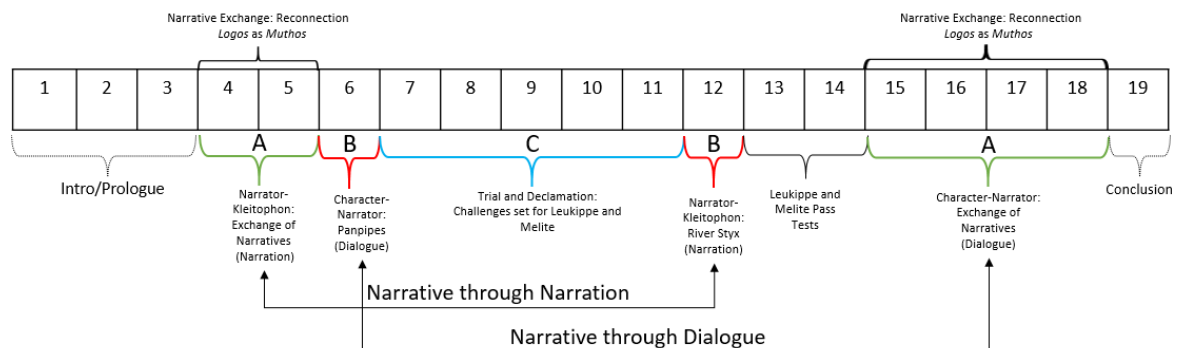 Narrative Exchange: Reconnection
Logos as Muthos
Narrative Exchange: Reconnection
Logos as Muthos
1 2 3 4 5 6 7 8 9 10 11 12 13 14 15 16 17 18 19
A B C B A
Intro/Prologue
Narrator-
Kleitophon:
Exchange of
Narratives
(Narration)
Character-
Narrator:
Panpipes
(Dialogue)
Trial and Declamation:
Challenges set for Leukippe and
Melite
Narrator-
Kleitophon:
River Styx
(Narration)
Leukippe and
Melite Pass
Tests
Character-Narrator:
Exchange of
Narratives
(Dialogue)
Conclusion
Narrative through Narration
Narrative through Dialogue